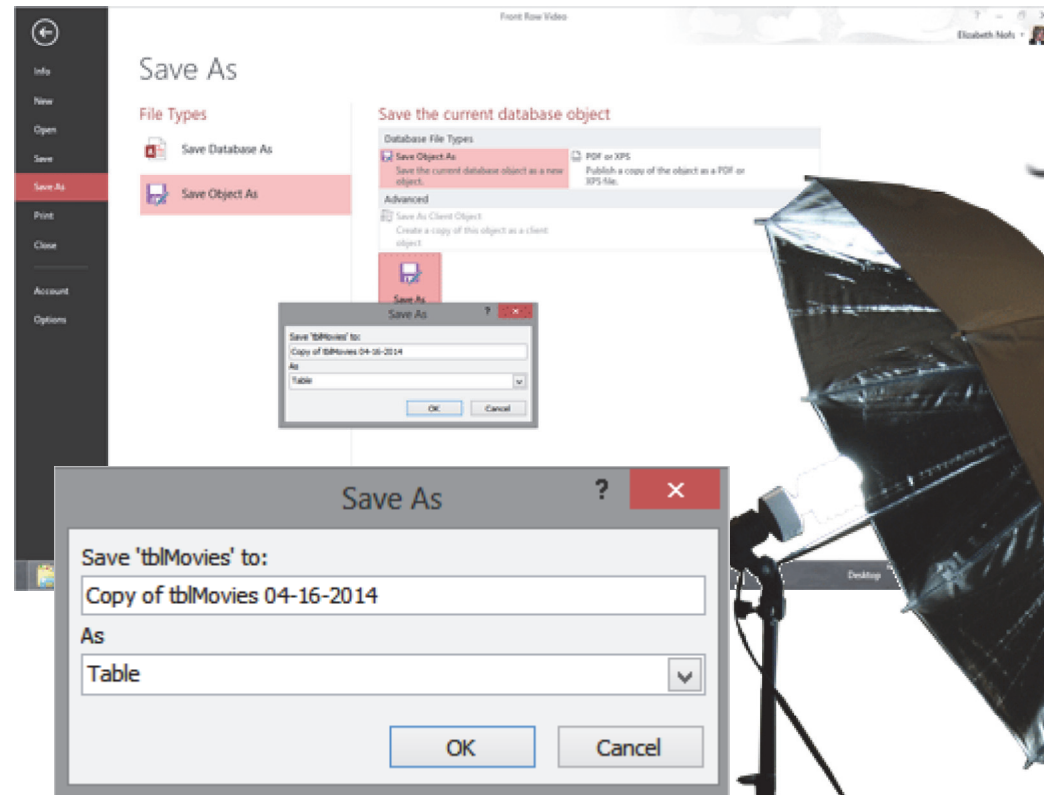 Front Row Video
? – 
Elizabeth Nofs
Info
New
Open
Save
Save As
Print
Close
Account
Options
Save As
File Types
Save Database As
Save Object As
Save the current database object
Database File Types
Save Object As
Save the current database object as a new
object.
PDF or XPS
Publish a copy of the object as a PDF or
XPS file.
Advanced
Save As Client Object
Create a copy of this object as a client
object
Save As
Save As
?
Save 'tblMovies' to:
Copy of tblMovies 04-16-2014
As
Table
OK
Cancel
Save As
?
Save 'tblMovies' to:
Copy of tblMovies 04-16-2014
As
Table
OK
Cancel
Desktop